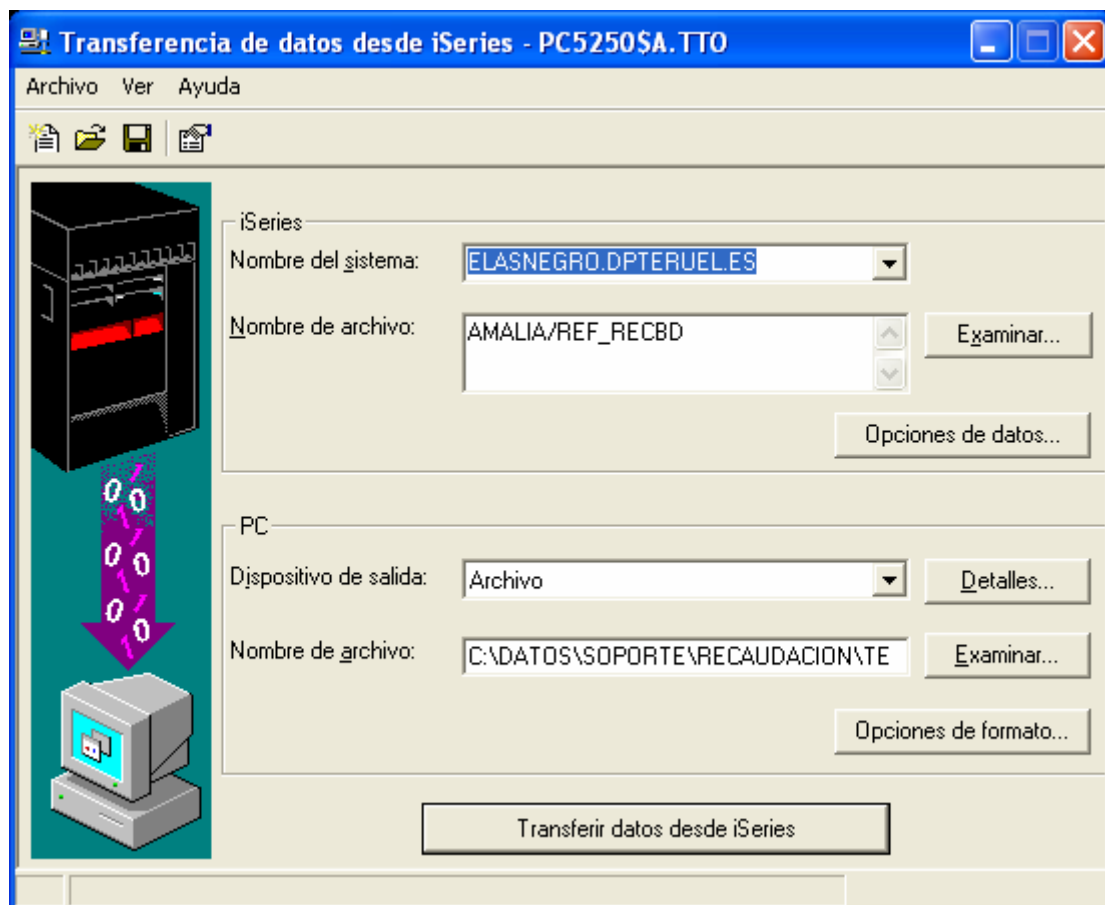 Transferencia de datos desde iSeries - PC5250$A.TTO
Archivo Ver Ayuda
iSeries
Nombre del sistema: ELASNEGRO.DPTERUEL.ES
Nombre de archivo: AMALIA/REF_RECBD Examinar...
Opciones de datos...
PC
Dispositivo de salida: Archivo Detalles...
Nombre de archivo: C:\DATOS\SOPORTE\RECAUDACION\TE Examinar...
Opciones de formato...
Transferir datos desde iSeries